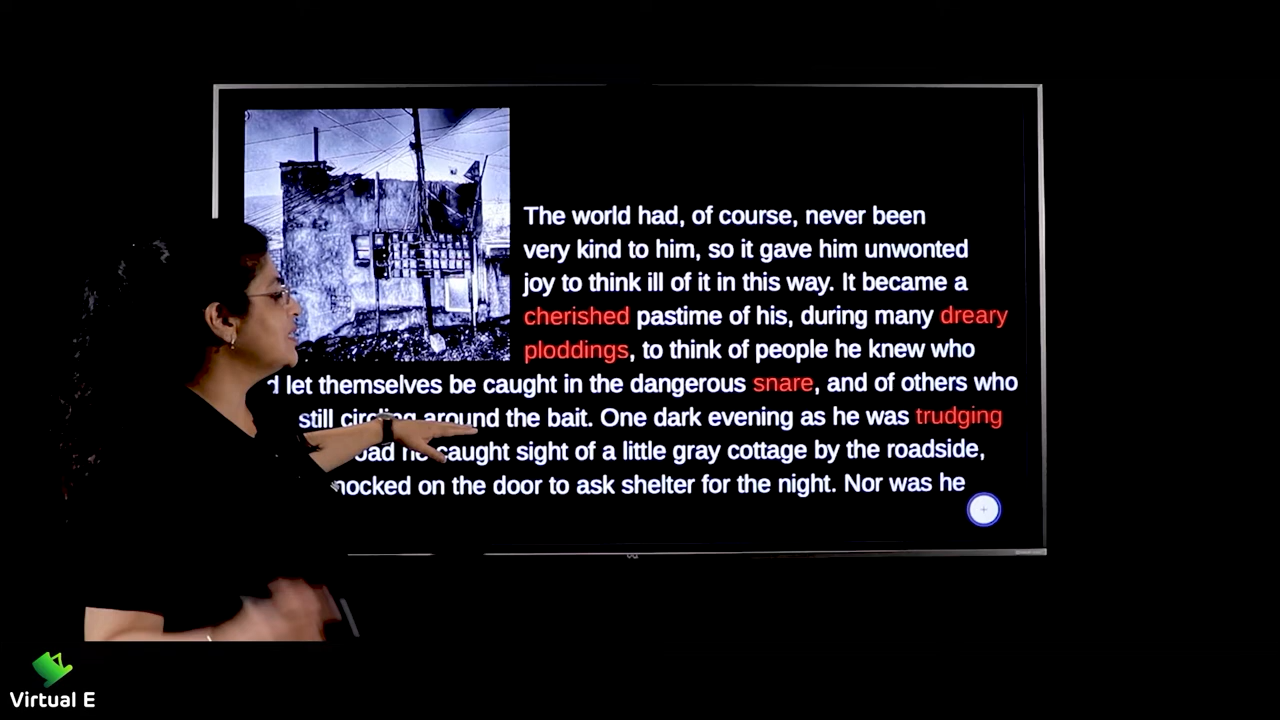 The world had, of course, never been
very kind to him, so it gave him unwonted
joy to think ill of it in this way. It became a
cherished pastime of his, during many dreary
ploddings, to think of people he knew who
let themselves be caught in the dangerous snare, and of others who
still circling around the bait. One dark evening as he was trudging
he caught sight of a little gray cottage by the roadside,
on the door to ask shelter for the night. Nor was he
Virtual E